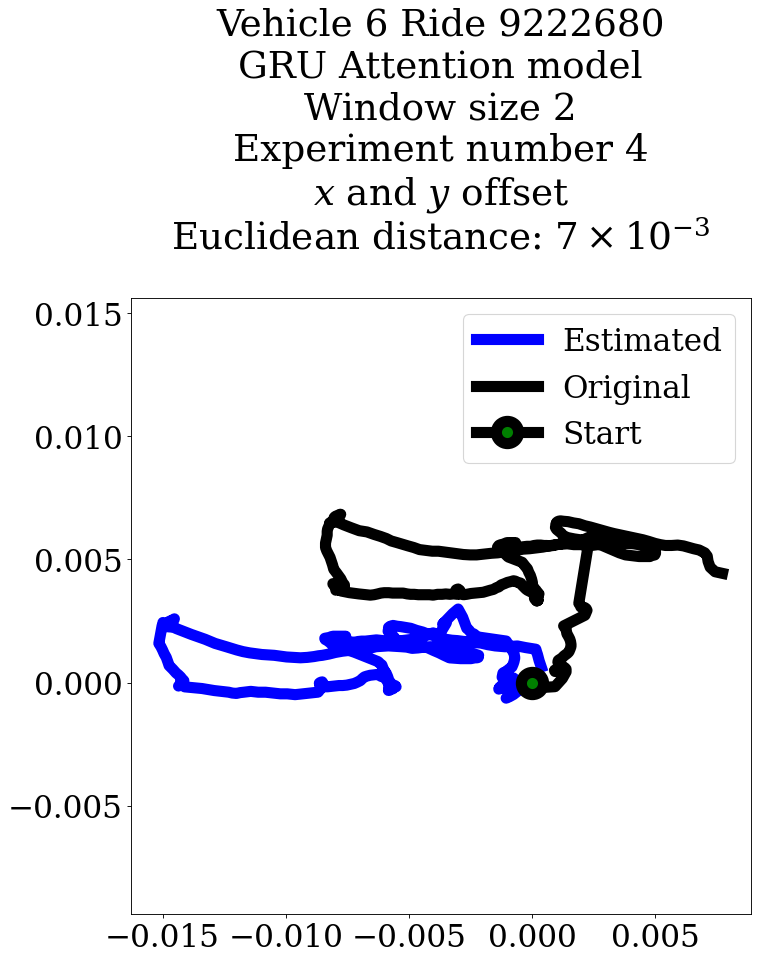 Vehicle 6 Ride 9222680
GRU Attention model
Window size 2
Experiment number 4
x and y offset
Euclidean distance: 7 × 10⁻³
Estimated
Original
Start
0.015
0.010
0.005
0.000
−0.005
−0.015 −0.010 −0.005 0.000 0.005